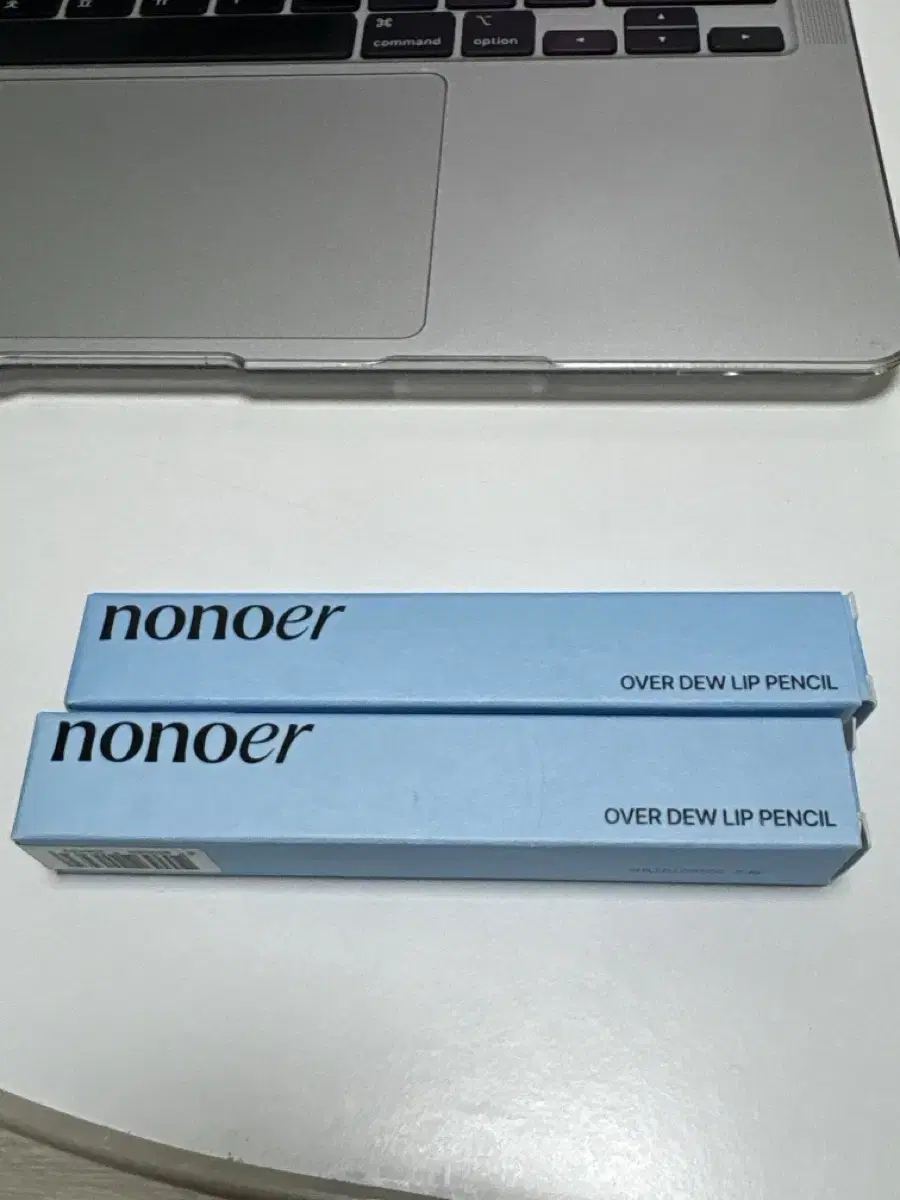 ⌘
⌥
command
option
nonoer
OVER DEW LIP PENCIL
nonoer
OVER DEW LIP PENCIL